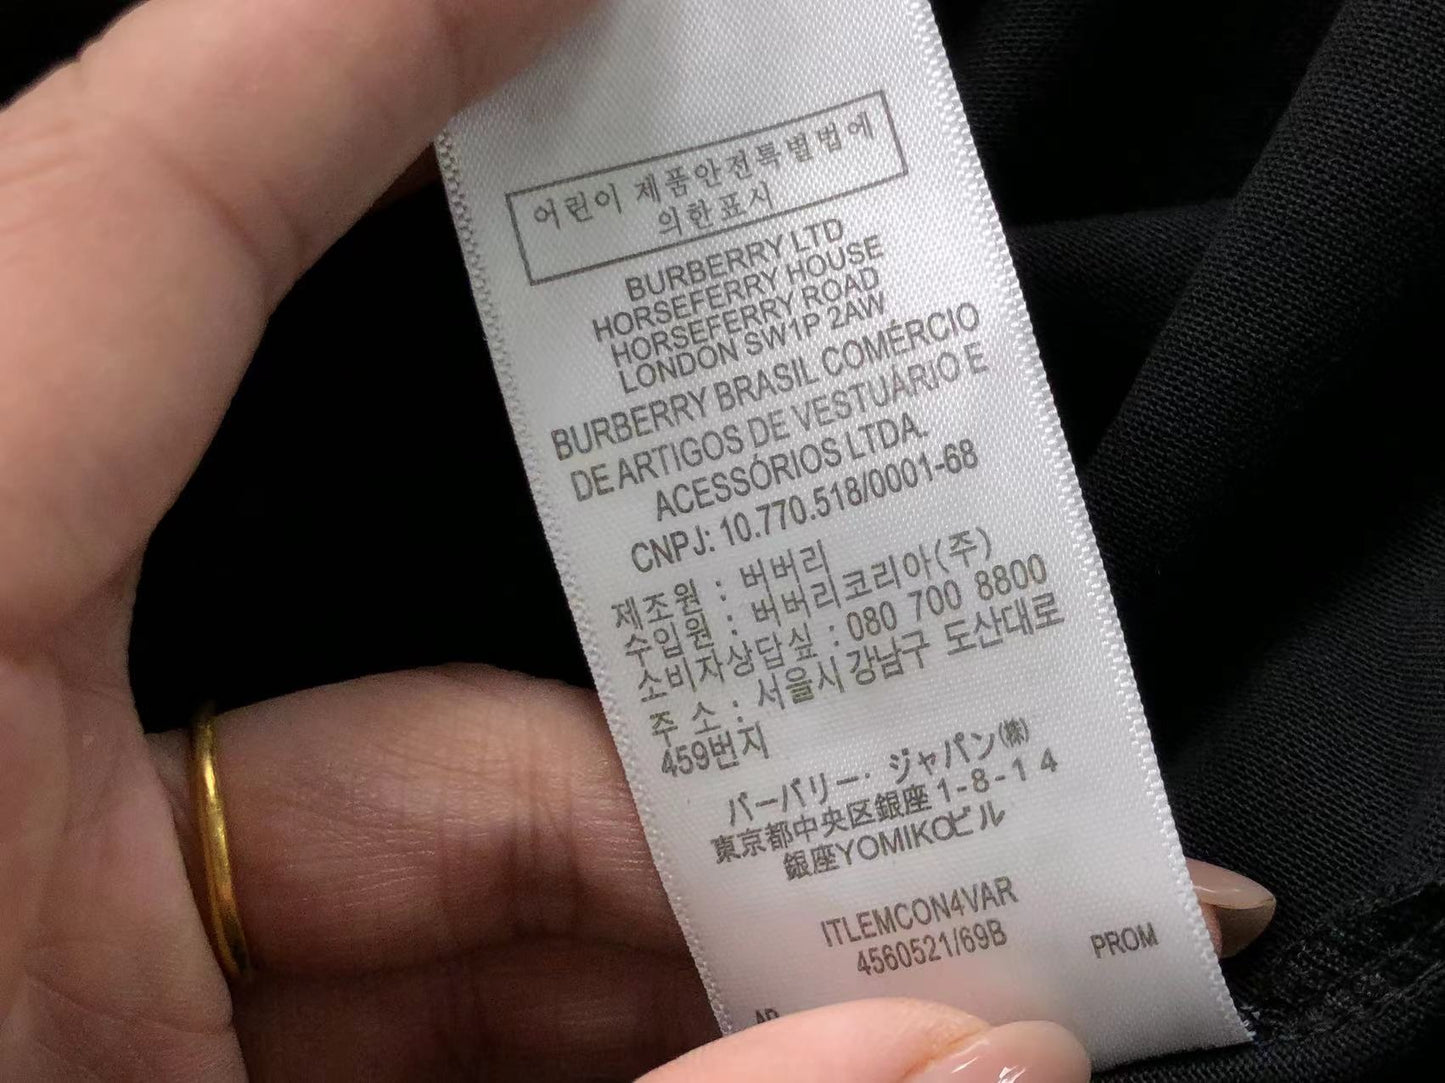 어린이 제품안전특별법에
의한표시
BURBERRY LTD
HORSEFERRY HOUSE
HORSEFERRY ROAD
LONDON SW1P 2AW
BURBERRY BRASIL COMÉRCIO
DE ARTIGOS DE VESTUÁRIO E
ACESSÓRIOS LTDA.
CNPJ: 10.770.518/0001-68
제조원 : 버버리
수입원 : 버버리코리아(주)
소비자상답싶 : 080 700 8800
주 소 : 서울시 강남구 도산대로
459번지
バーバリー・ジャパン㈱
東京都中央区銀座1-8-14
銀座YOMIKOビル
ITLEMCON4VAR
4560521/69B
PROM